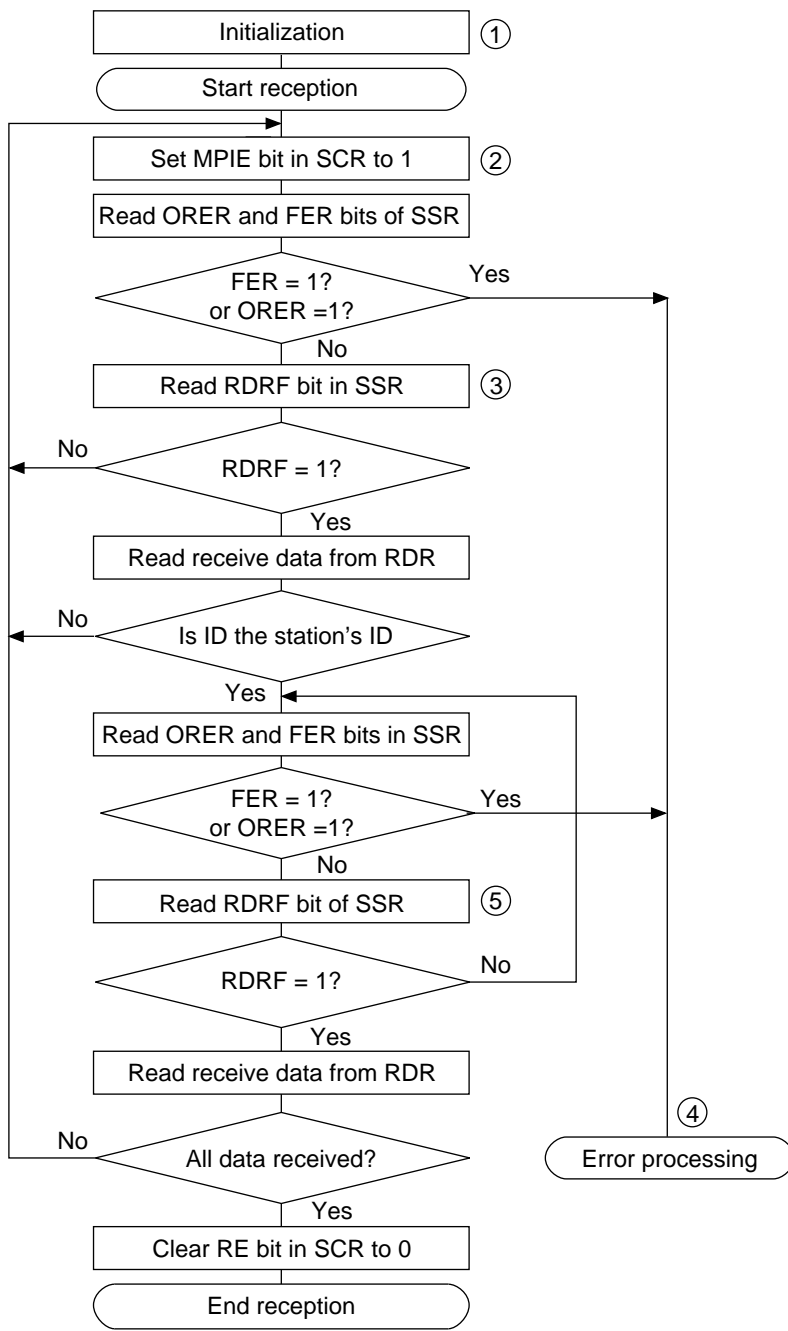 Initialization
①
Start reception
Set MPIE bit in SCR to 1
②
Read ORER and FER bits of SSR
FER = 1?
or ORER =1?
Yes
No
Read RDRF bit in SSR
③
No
RDRF = 1?
Yes
Read receive data from RDR
No
Is ID the station's ID
Yes
Read ORER and FER bits in SSR
FER = 1?
or ORER =1?
Yes
No
Read RDRF bit of SSR
⑤
RDRF = 1?
No
Yes
Read receive data from RDR
④
No
All data received?
Error processing
Yes
Clear RE bit in SCR to 0
End reception